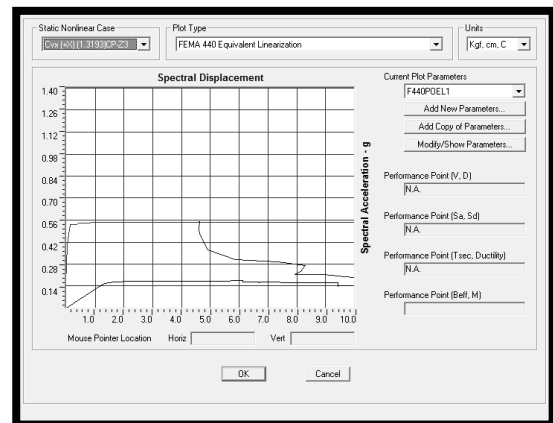 Static Nonlinear Case
Cvx (+X) (1.3193)CP-Z3
Plot Type
FEMA 440 Equivalent Linearization
Units
Kgf, cm, C
Spectral Displacement
1.40
1.26
1.12
0.98
0.84
0.70
0.56
0.42
0.28
0.14
1.0 2.0 3.0 4.0 5.0 6.0 7.0 8.0 9.0 10.0
Spectral Acceleration - g
Mouse Pointer Location Horiz Vert
Current Plot Parameters
F440POEL1
Add New Parameters...
Add Copy of Parameters...
Modify/Show Parameters...
Performance Point (V, D)
N.A.
Performance Point (Sa, Sd)
N.A.
Performance Point (Tsec, Ductility)
N.A.
Performance Point (Beff, M)
OK
Cancel